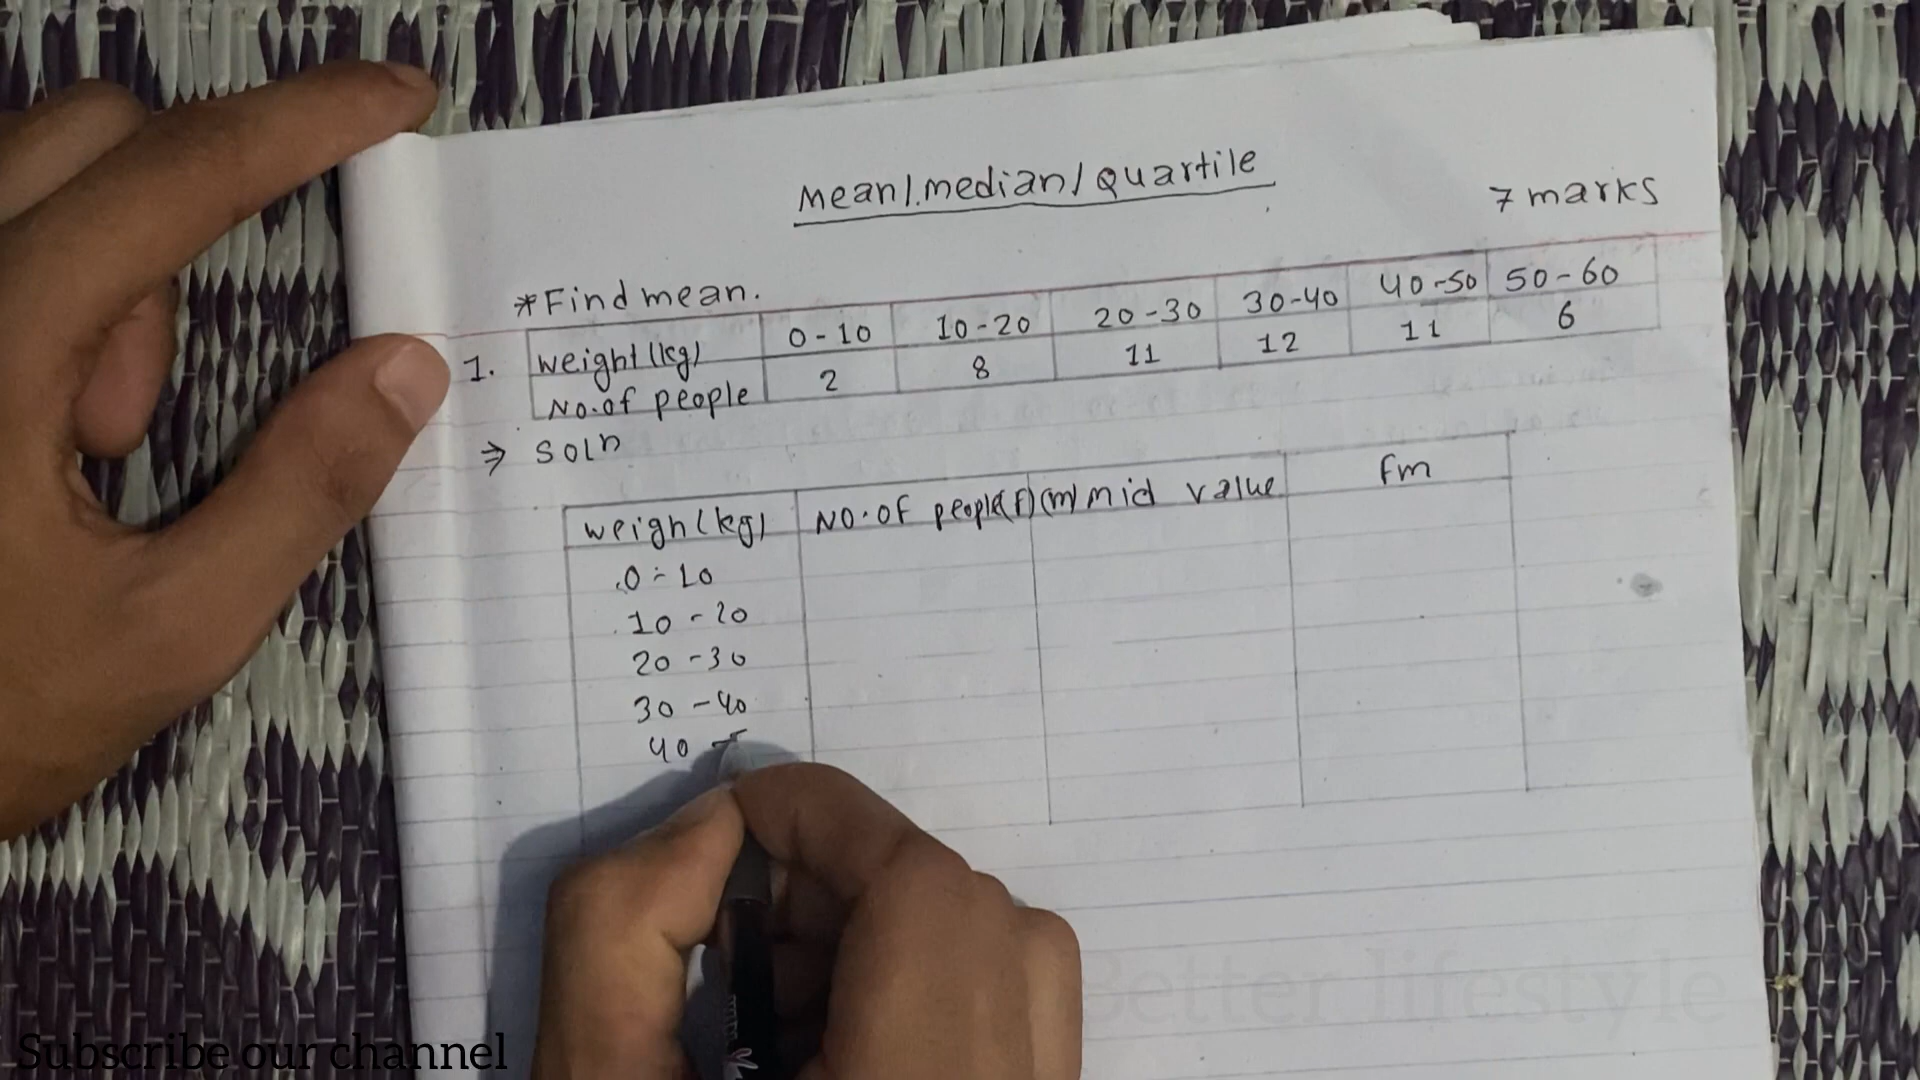 Mean/.median/Quartile
7 marks
*Find mean.
1. weight(kg) 0-10 10-20 20-30 30-40 40-50 50-60
No.of people 2 8 11 12 11 6
⇒ Soln
weigh(kg) No.of people(f) (m) mid value fm
0-10
10-20
20-30
30-40
40-
Better lifestyle
Subscribe our channel